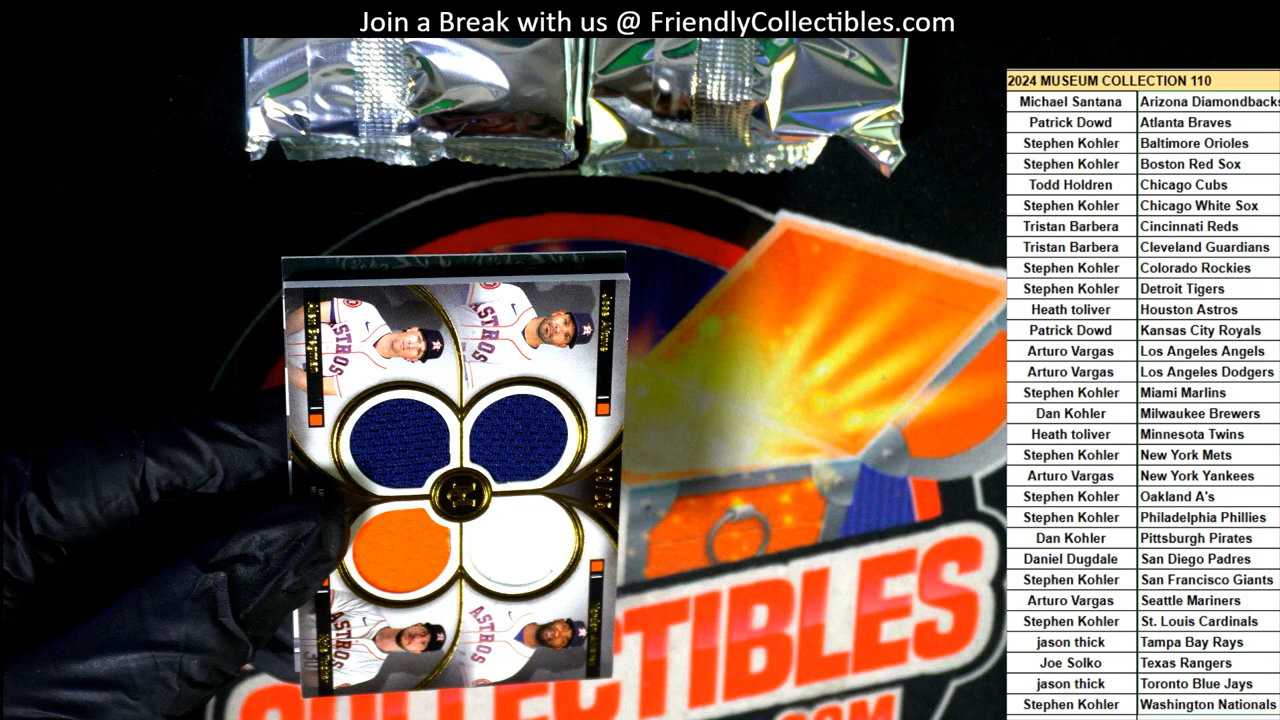 Join a Break with us @ FriendlyCollectibles.com
2024 MUSEUM COLLECTION 110
Michael Santana Arizona Diamondback
Patrick Dowd Atlanta Braves
Stephen Kohler Baltimore Orioles
Stephen Kohler Boston Red Sox
Todd Holdren Chicago Cubs
Stephen Kohler Chicago White Sox
Tristan Barbera Cincinnati Reds
Tristan Barbera Cleveland Guardians
Stephen Kohler Colorado Rockies
Stephen Kohler Detroit Tigers
Heath toliver Houston Astros
Patrick Dowd Kansas City Royals
Arturo Vargas Los Angeles Angels
Arturo Vargas Los Angeles Dodgers
Stephen Kohler Miami Marlins
Dan Kohler Milwaukee Brewers
Heath toliver Minnesota Twins
Stephen Kohler New York Mets
Arturo Vargas New York Yankees
Stephen Kohler Oakland A's
Stephen Kohler Philadelphia Phillies
Dan Kohler Pittsburgh Pirates
Daniel Dugdale San Diego Padres
Stephen Kohler San Francisco Giants
Arturo Vargas Seattle Mariners
Stephen Kohler St. Louis Cardinals
jason thick Tampa Bay Rays
Joe Solko Texas Rangers
jason thick Toronto Blue Jays
Stephen Kohler Washington Nationals
ASTROS
ASTROS
ASTROS
ASTROS
COLLECTIBLES
.COM